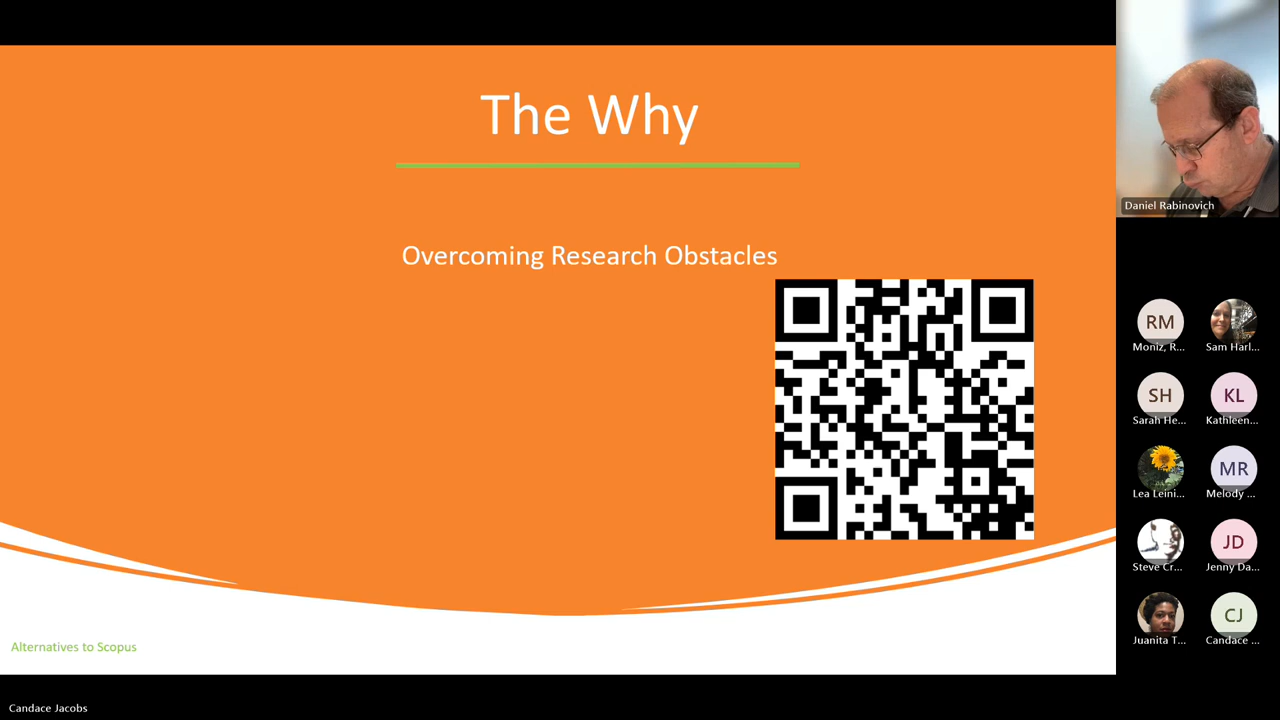 The Why
Overcoming Research Obstacles
Alternatives to Scopus
Candace Jacobs
Daniel Rabinovich
RM
Moniz, R...
Sam Harl...
SH
Sarah He...
KL
Kathleen...
Lea Leini...
MR
Melody ...
Steve Cr...
JD
Jenny Da...
Juanita T...
CJ
Candace ...